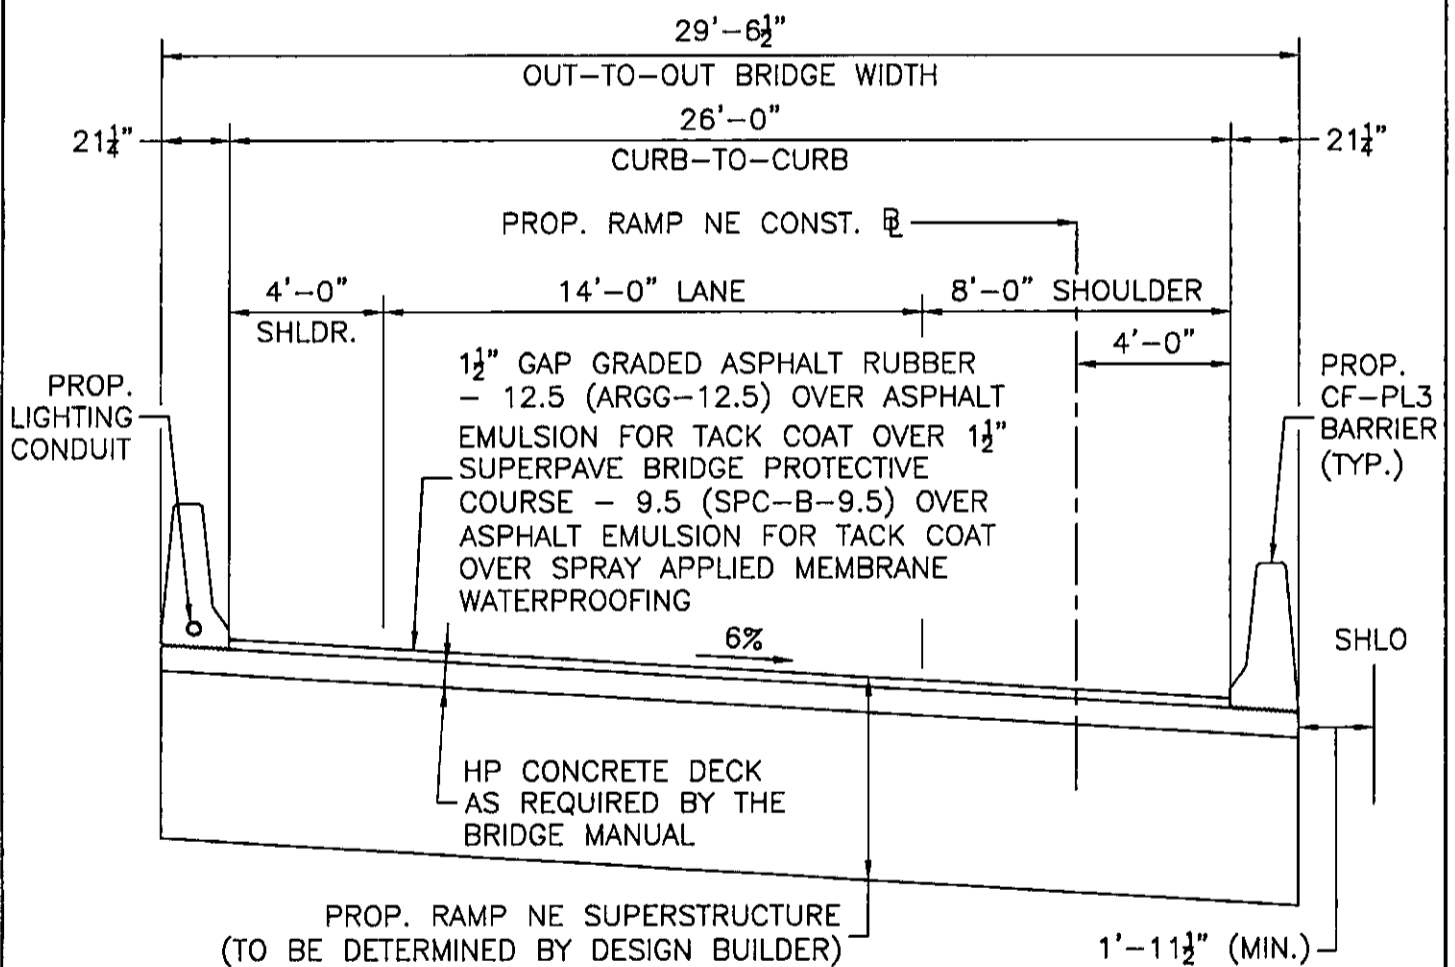 29'-6½"
OUT-TO-OUT BRIDGE WIDTH
21¼"
26'-0"
21¼"
CURB-TO-CURB
PROP. RAMP NE CONST. BL
4'-0"
SHLDR.
14'-0" LANE
8'-0" SHOULDER
4'-0"
PROP.
LIGHTING
CONDUIT
1½" GAP GRADED ASPHALT RUBBER
- 12.5 (ARGG-12.5) OVER ASPHALT
EMULSION FOR TACK COAT OVER 1½"
SUPERPAVE BRIDGE PROTECTIVE
COURSE - 9.5 (SPC-B-9.5) OVER
ASPHALT EMULSION FOR TACK COAT
OVER SPRAY APPLIED MEMBRANE
WATERPROOFING
PROP.
CF-PL3
BARRIER
(TYP.)
6%
SHLO
HP CONCRETE DECK
AS REQUIRED BY THE
BRIDGE MANUAL
PROP. RAMP NE SUPERSTRUCTURE
(TO BE DETERMINED BY DESIGN BUILDER)
1'-11½" (MIN.)